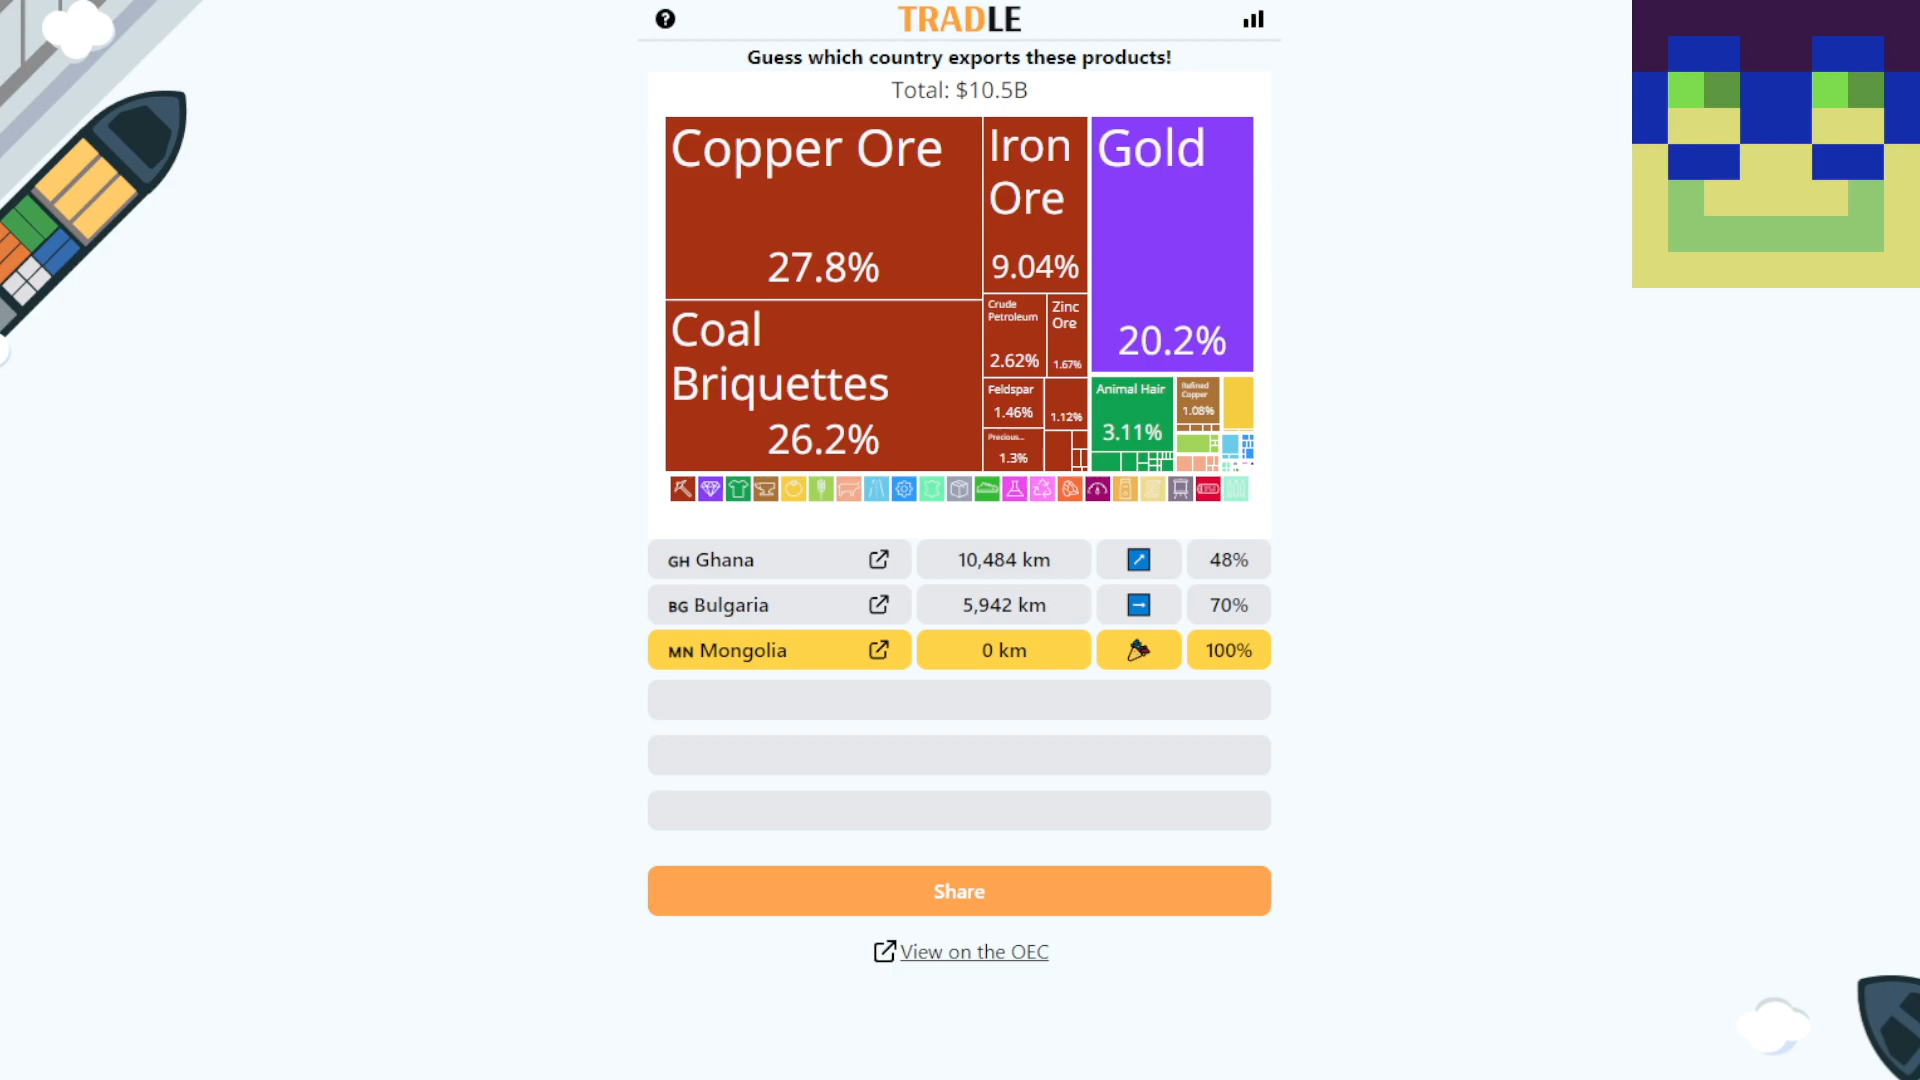 TRADLE
Guess which country exports these products!
Total: $10.5B
Copper Ore
27.8%
Coal
Briquettes
26.2%
Iron
Ore
9.04%
Crude
Petroleum
2.62%
Zinc
Ore
1.67%
Feldspar
1.46%
1.12%
Precious...
1.3%
Gold
20.2%
Animal Hair
3.11%
Refined
Copper
1.08%
GH Ghana 10,484 km 48%
BG Bulgaria 5,942 km 70%
MN Mongolia 0 km 100%
Share
View on the OEC